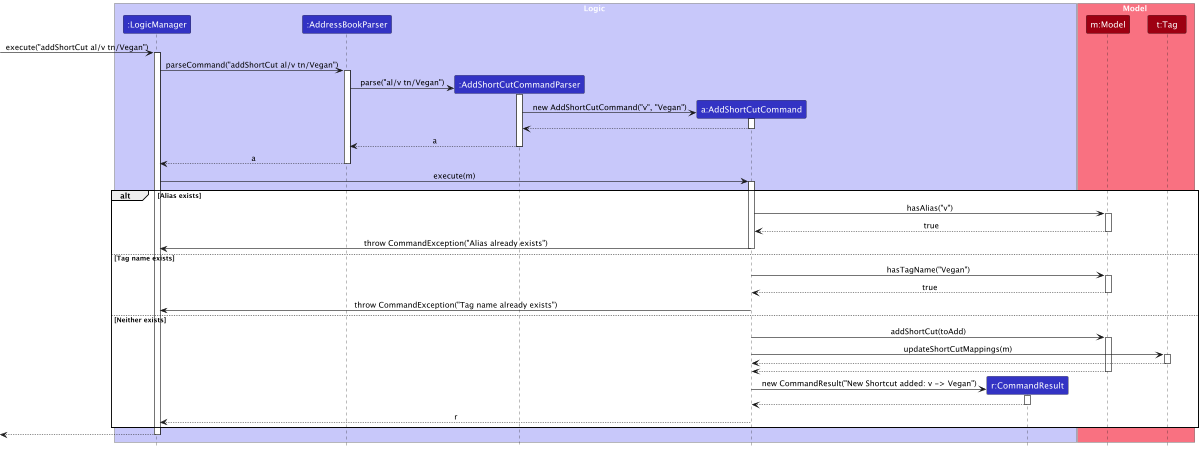 Logic
Model
:LogicManager
:AddressBookParser
m:Model
t:Tag
execute("addShortCut al/v tn/Vegan")
parseCommand("addShortCut al/v tn/Vegan")
parse("al/v tn/Vegan")
:AddShortCutCommandParser
new AddShortCutCommand("v", "Vegan")
a:AddShortCutCommand
a
a
execute(m)
alt
[Alias exists]
hasAlias("v")
true
throw CommandException("Alias already exists")
[Tag name exists]
hasTagName("Vegan")
true
throw CommandException("Tag name already exists")
[Neither exists]
addShortCut(toAdd)
updateShortCutMappings(m)
new CommandResult("New Shortcut added: v -> Vegan")
r:CommandResult
r